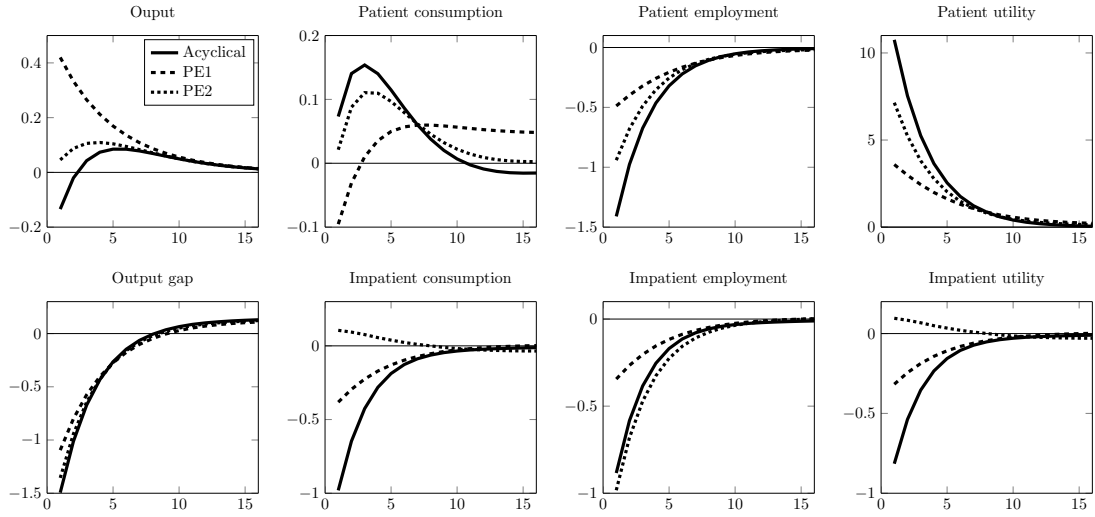 Ouput
Patient consumption
Patient employment
Patient utility
0.4
0.2
0
−0.2
0 5 10 15
Acyclical
PE1
PE2
0.2
0.1
0
−0.1
0 5 10 15
0
−0.5
−1
−1.5
0 5 10 15
10
5
0
0 5 10 15
Output gap
Impatient consumption
Impatient employment
Impatient utility
0
−0.5
−1
−1.5
0 5 10 15
0
−0.5
−1
0 5 10 15
0
−0.5
−1
0 5 10 15
0
−0.5
−1
0 5 10 15